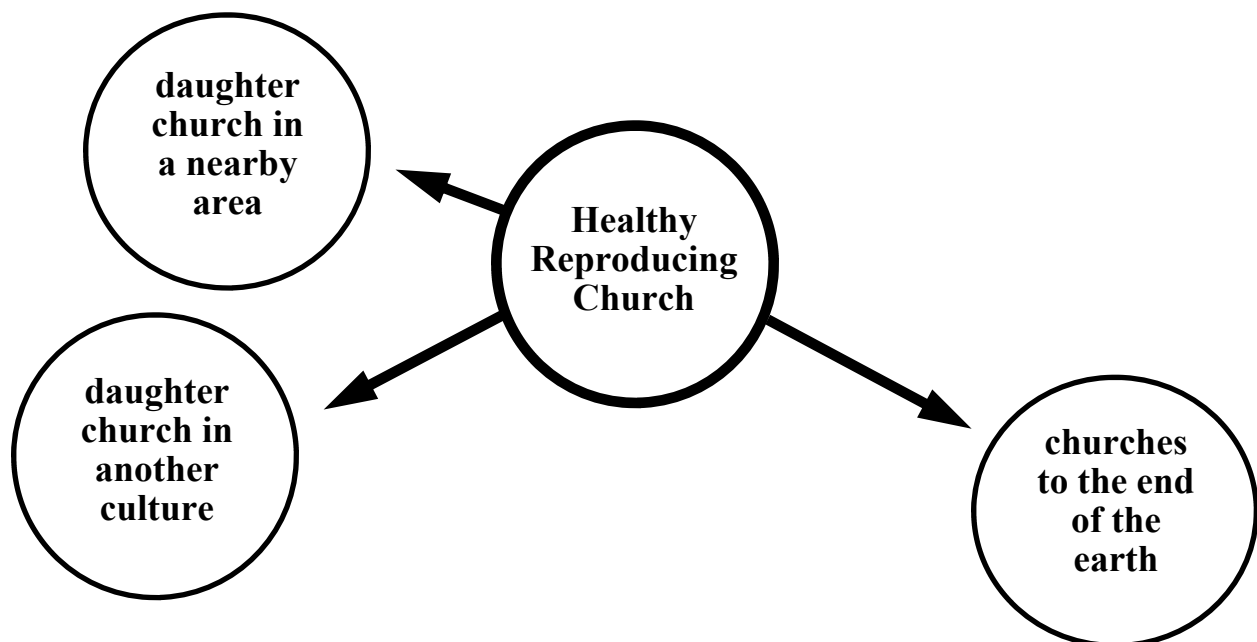 daughter
church in
a nearby
area
Healthy
Reproducing
Church
daughter
church in
another
culture
churches
to the end
of the
earth